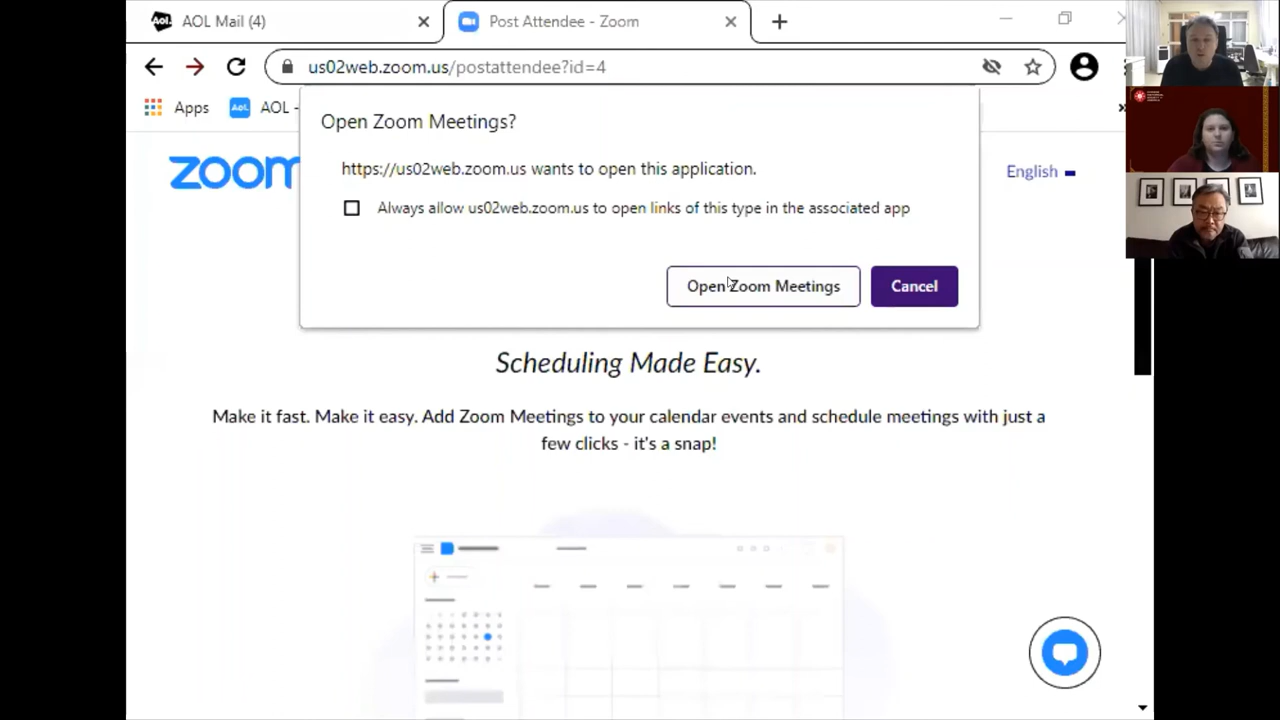 AOL Mail (4)
Post Attendee - Zoom
us02web.zoom.us/postattendee?id=4
Apps
AOL -
Open Zoom Meetings?
https://us02web.zoom.us wants to open this application.
Always allow us02web.zoom.us to open links of this type in the associated app
Open Zoom Meetings
Cancel
zoom
English
Scheduling Made Easy.
Make it fast. Make it easy. Add Zoom Meetings to your calendar events and schedule meetings with just a
few clicks - it's a snap!